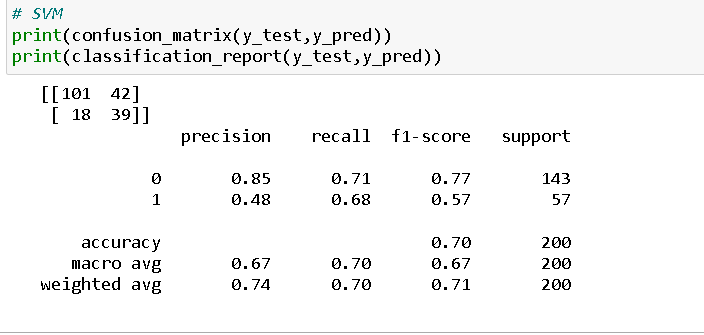 # SVM
print(confusion_matrix(y_test,y_pred))
print(classification_report(y_test,y_pred))
[[101  42]
 [ 18  39]]
              precision    recall  f1-score   support

           0       0.85      0.71      0.77       143
           1       0.48      0.68      0.57        57

    accuracy                           0.70       200
   macro avg       0.67      0.70      0.67       200
weighted avg       0.74      0.70      0.71       200